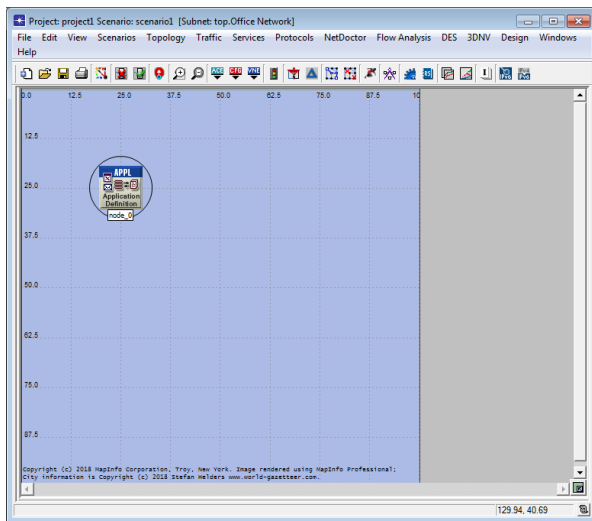 Project: project1 Scenario: scenario1 [Subnet: top.Office Network]
File Edit View Scenarios Topology Traffic Services Protocols NetDoctor Flow Analysis DES 3DNV Design Windows
Help
0.0 12.5 25.0 37.5 50.0 62.5 75.0 87.5 10
12.5
APPL
25.0
Application
Definition
node_0
37.5
50.0
62.5
75.0
87.5
Copyright (c) 2018 MapInfo Corporation, Troy, New York. Image rendered using MapInfo Professional;
City information is Copyright (c) 2018 Stefan Helders www.world-gazetteer.com.
129.94, 40.69